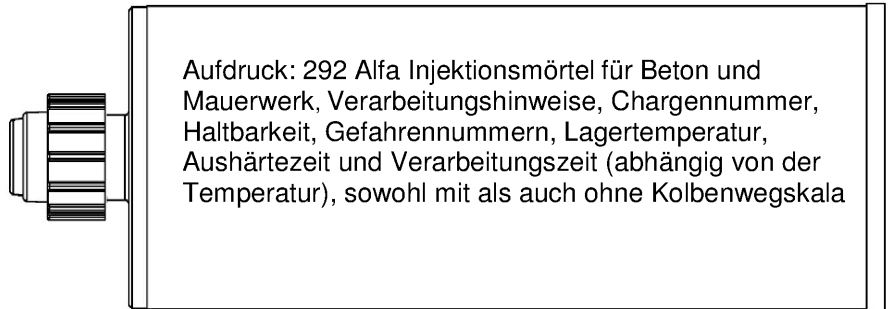 Aufdruck: 292 Alfa Injektionsmörtel für Beton und
Mauerwerk, Verarbeitungshinweise, Chargennummer,
Haltbarkeit, Gefahrennummern, Lagertemperatur,
Aushärtezeit und Verarbeitungszeit (abhängig von der
Temperatur), sowohl mit als auch ohne Kolbenwegskala